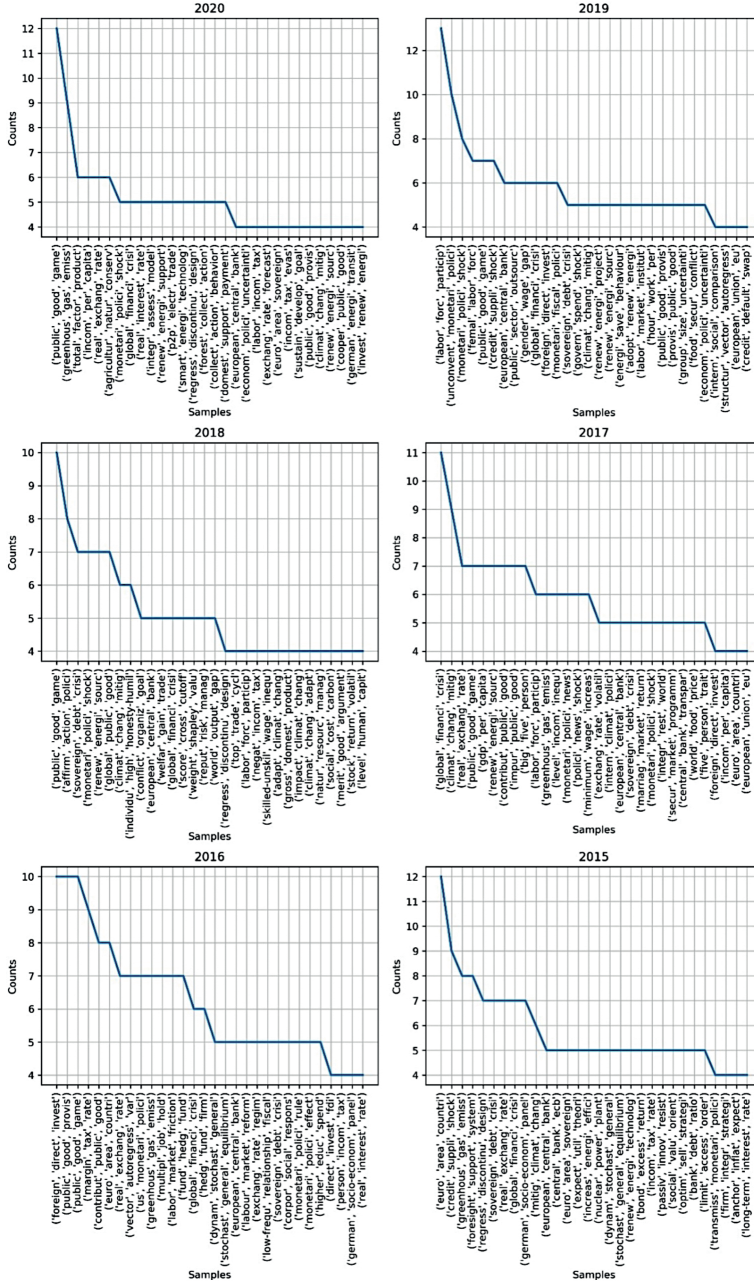 2020
12
11
10
9
8
7
6
5
4
Counts
('public', 'good', 'game')
('greenhous', 'gas', 'emiss')
('total', 'factor', 'product')
('incom', 'per', 'capita')
('real', 'exchang', 'rate')
('agricultur', 'natur', 'conserv')
('monetari', 'polici', 'shock')
('global', 'financi', 'crisi')
('real', 'interest', 'rate')
('integr', 'assess', 'model')
('renew', 'energi', 'support')
('p2p', 'electr', 'trade')
('smart', 'energi', 'technolog')
('regress', 'discontinu', 'design')
('forest', 'collect', 'action')
('collect', 'action', 'behavior')
('domest', 'support', 'payment')
('european', 'central', 'bank')
('econom', 'polici', 'uncertainti')
('labor', 'incom', 'tax')
('exchang', 'rate', 'forecast')
('euro', 'area', 'sovereign')
('incom', 'tax', 'evas')
('sustain', 'develop', 'goal')
('public', 'good', 'provis')
('climat', 'chang', 'mitig')
('renew', 'energi', 'sourc')
('cooper', 'public', 'good')
('german', 'energi', 'transit')
('invest', 'renew', 'energi')
Samples
2019
12
10
8
6
4
Counts
('labor', 'forc', 'particip')
('unconvent', 'monetari', 'polici')
('monetari', 'polici', 'shock')
('femal', 'labor', 'forc')
('public', 'good', 'game')
('credit', 'suppli', 'shock')
('european', 'central', 'bank')
('public', 'sector', 'outsourc')
('gender', 'wage', 'gap')
('global', 'financi', 'crisi')
('foreign', 'direct', 'invest')
('monetari', 'fiscal', 'polici')
('sovereign', 'debt', 'crisi')
('govern', 'spend', 'shock')
('climat', 'chang', 'mitig')
('renew', 'energi', 'project')
('renew', 'energi', 'sourc')
('energi', 'save', 'behaviour')
('adopt', 'renew', 'energi')
('labor', 'market', 'institut')
('hour', 'work', 'per')
('public', 'good', 'provis')
('provis', 'public', 'good')
('group', 'size', 'uncertainti')
('food', 'secur', 'conflict')
('econom', 'polici', 'uncertainti')
('intern', 'social', 'comparison')
('structur', 'vector', 'autoregress')
('european', 'union', 'eu')
('credit', 'default', 'swap')
Samples
2018
10
9
8
7
6
5
4
Counts
('public', 'good', 'game')
('affirm', 'action', 'polici')
('sovereign', 'debt', 'crisi')
('monetari', 'polici', 'shock')
('renew', 'energi', 'sourc')
('global', 'public', 'good')
('climat', 'chang', 'mitig')
('individu', 'high', 'honesty-humil')
('conflict', 'organiz', 'goal')
('european', 'central', 'bank')
('welfar', 'gain', 'trade')
('global', 'financi', 'crisi')
('score', 'across', 'cutoff')
('weight', 'shapley', 'valu')
('reput', 'risk', 'manag')
('world', 'output', 'gap')
('regress', 'discontinu', 'design')
('took', 'trade', 'cycl')
('labor', 'forc', 'particip')
('negat', 'incom', 'tax')
('skilled-unskil', 'wage', 'inequ')
('adapt', 'climat', 'chang')
('gross', 'domest', 'product')
('impact', 'climat', 'chang')
('climat', 'chang', 'adapt')
('natur', 'resourc', 'manag')
('social', 'cost', 'carbon')
('merit', 'good', 'argument')
('stock', 'return', 'volatil')
('level', 'human', 'capit')
Samples
2017
11
10
9
8
7
6
5
4
Counts
('global', 'financi', 'crisi')
('climat', 'chang', 'mitig')
('real', 'exchang', 'rate')
('public', 'good', 'game')
('gdp', 'per', 'capita')
('renew', 'energi', 'sourc')
('contribut', 'public', 'good')
('impur', 'public', 'good')
('big', 'five', 'person')
('labor', 'forc', 'particip')
('greenhous', 'gas', 'emiss')
('level', 'incom', 'inequ')
('monetari', 'polici', 'news')
('polici', 'news', 'shock')
('minimum', 'wage', 'increas')
('exchang', 'rate', 'volatil')
('intern', 'climat', 'polici')
('european', 'central', 'bank')
('sovereign', 'debt', 'crisi')
('marriag', 'market', 'return')
('monetari', 'polici', 'shock')
('integr', 'rest', 'world')
('secur', 'market', 'programm')
('central', 'bank', 'transpar')
('world', 'food', 'price')
('five', 'person', 'trait')
('foreign', 'direct', 'invest')
('incom', 'per', 'capita')
('euro', 'area', 'countri')
('european', 'union', 'eu')
Samples
2016
10
9
8
7
6
5
4
Counts
('foreign', 'direct', 'invest')
('public', 'good', 'provis')
('public', 'good', 'game')
('margin', 'tax', 'rate')
('contribut', 'public', 'good')
('euro', 'area', 'countri')
('real', 'exchang', 'rate')
('vector', 'autoregress', 'var')
('us', 'monetari', 'polici')
('greenhous', 'gas', 'emiss')
('multipl', 'job', 'hold')
('labor', 'market', 'friction')
('fund', 'hedg', 'fund')
('global', 'financi', 'crisi')
('hedg', 'fund', 'firm')
('dynam', 'stochast', 'general')
('stochast', 'general', 'equilibrium')
('european', 'central', 'bank')
('labour', 'market', 'reform')
('exchang', 'rate', 'regim')
('low-frequ', 'relationship', 'fiscal')
('sovereign', 'debt', 'crisi')
('corpor', 'social', 'respons')
('monetari', 'polici', 'rule')
('monetari', 'polici', 'effect')
('higher', 'educ', 'spend')
('direct', 'invest', 'fdi')
('person', 'incom', 'tax')
('german', 'socio-econom', 'panel')
('real', 'interest', 'rate')
Samples
2015
12
11
10
9
8
7
6
5
4
Counts
('euro', 'area', 'countri')
('credit', 'suppli', 'shock')
('greenhous', 'gas', 'emiss')
('foresight', 'support', 'system')
('regress', 'discontinu', 'design')
('sovereign', 'debt', 'crisi')
('real', 'exchang', 'rate')
('global', 'financi', 'crisi')
('german', 'socio-econom', 'panel')
('mitig', 'climat', 'chang')
('european', 'central', 'bank')
('central', 'bank', 'ecb')
('euro', 'area', 'sovereign')
('expect', 'util', 'theori')
('increas', 'energi', 'effici')
('nuclear', 'power', 'plant')
('dynam', 'stochast', 'general')
('stochast', 'general', 'equilibrium')
('renew', 'energi', 'technolog')
('bond', 'excess', 'return')
('incom', 'tax', 'rate')
('passiv', 'mov', 'resist')
('social', 'valu', 'orient')
('optim', 'sell', 'strategi')
('bank', 'debt', 'ratio')
('limit', 'access', 'order')
('transmiss', 'monetari', 'polici')
('firm', 'integr', 'strategi')
('anchor', 'inflat', 'expect')
('long-term', 'interest', 'rate')
Samples